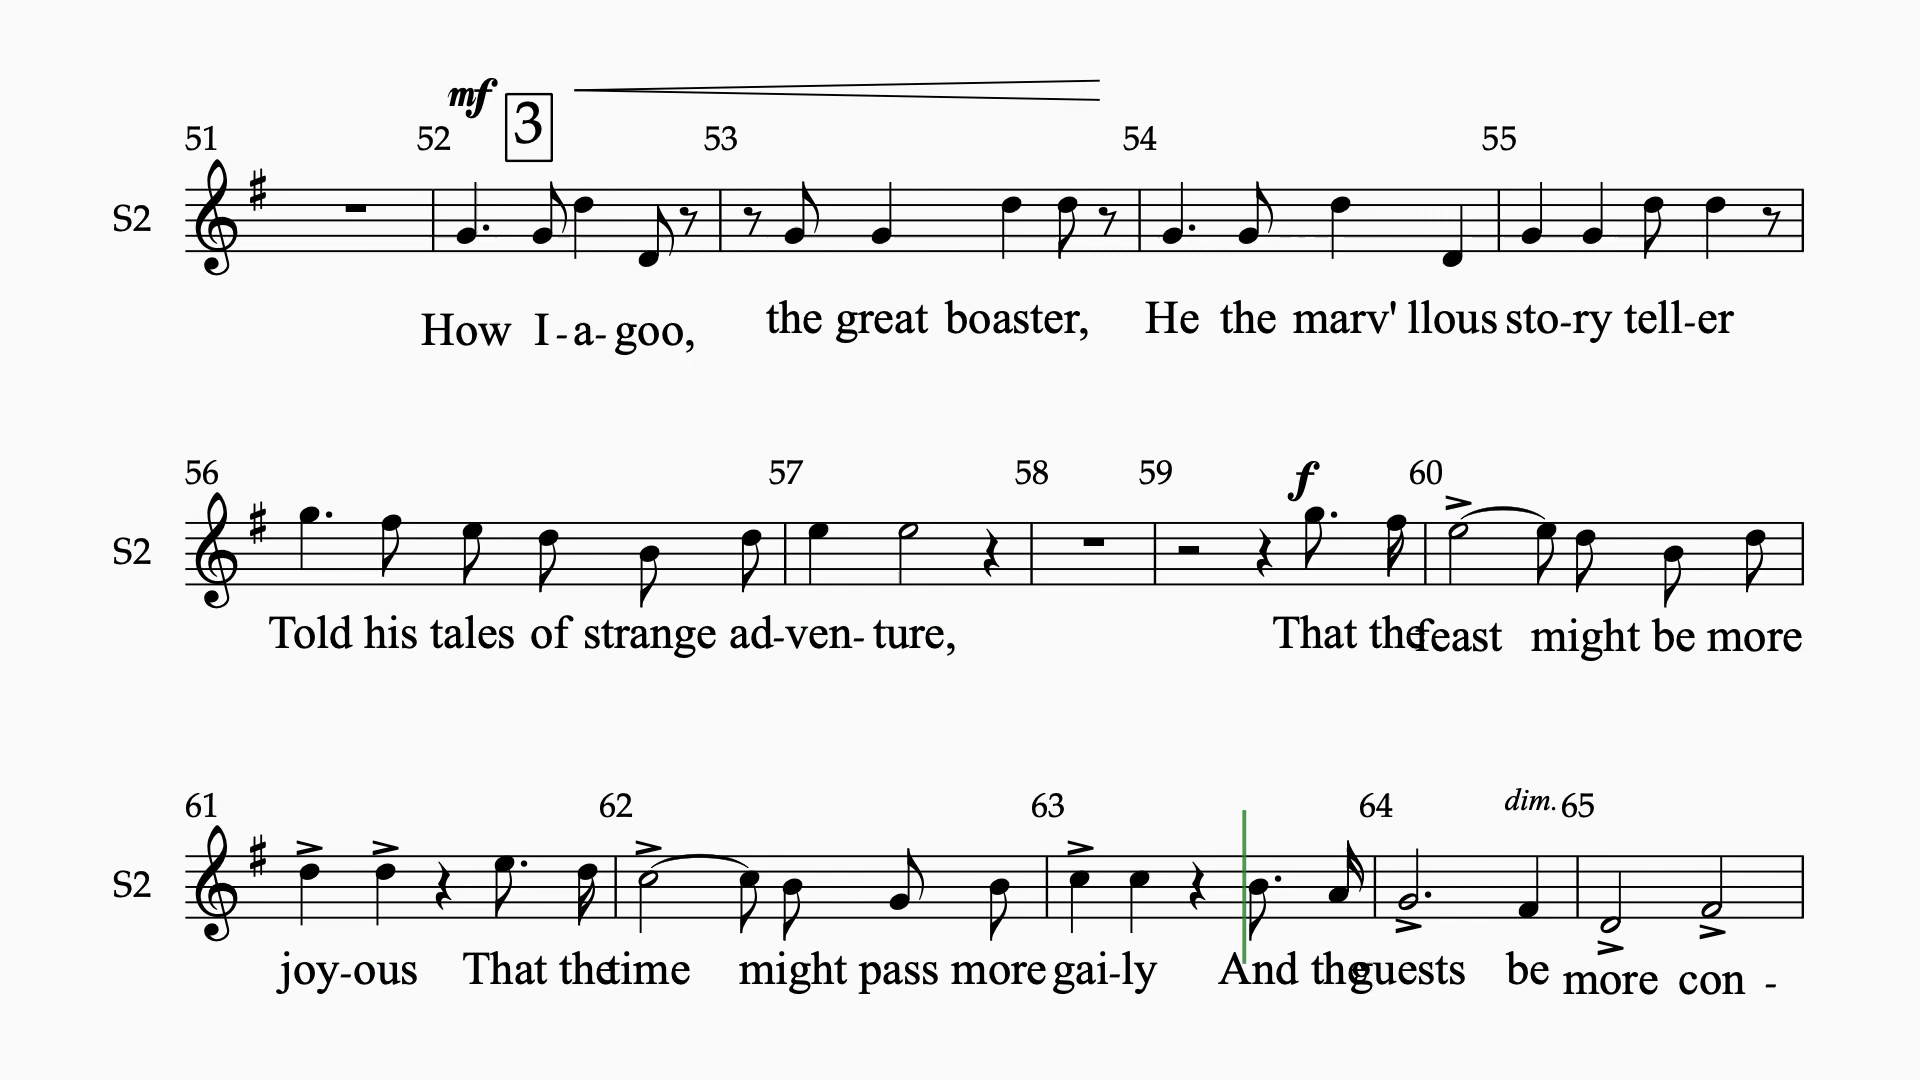 mf
3
51 52 53 54 55
S2
How I-a-goo, the great boaster, He the marv' llous sto-ry tell-er
f
56 57 58 59 60
S2
Told his tales of strange ad-ven-ture, That the feast might be more
dim.
61 62 63 64 65
S2
joy-ous That the time might pass more gai-ly And the guests be more con -